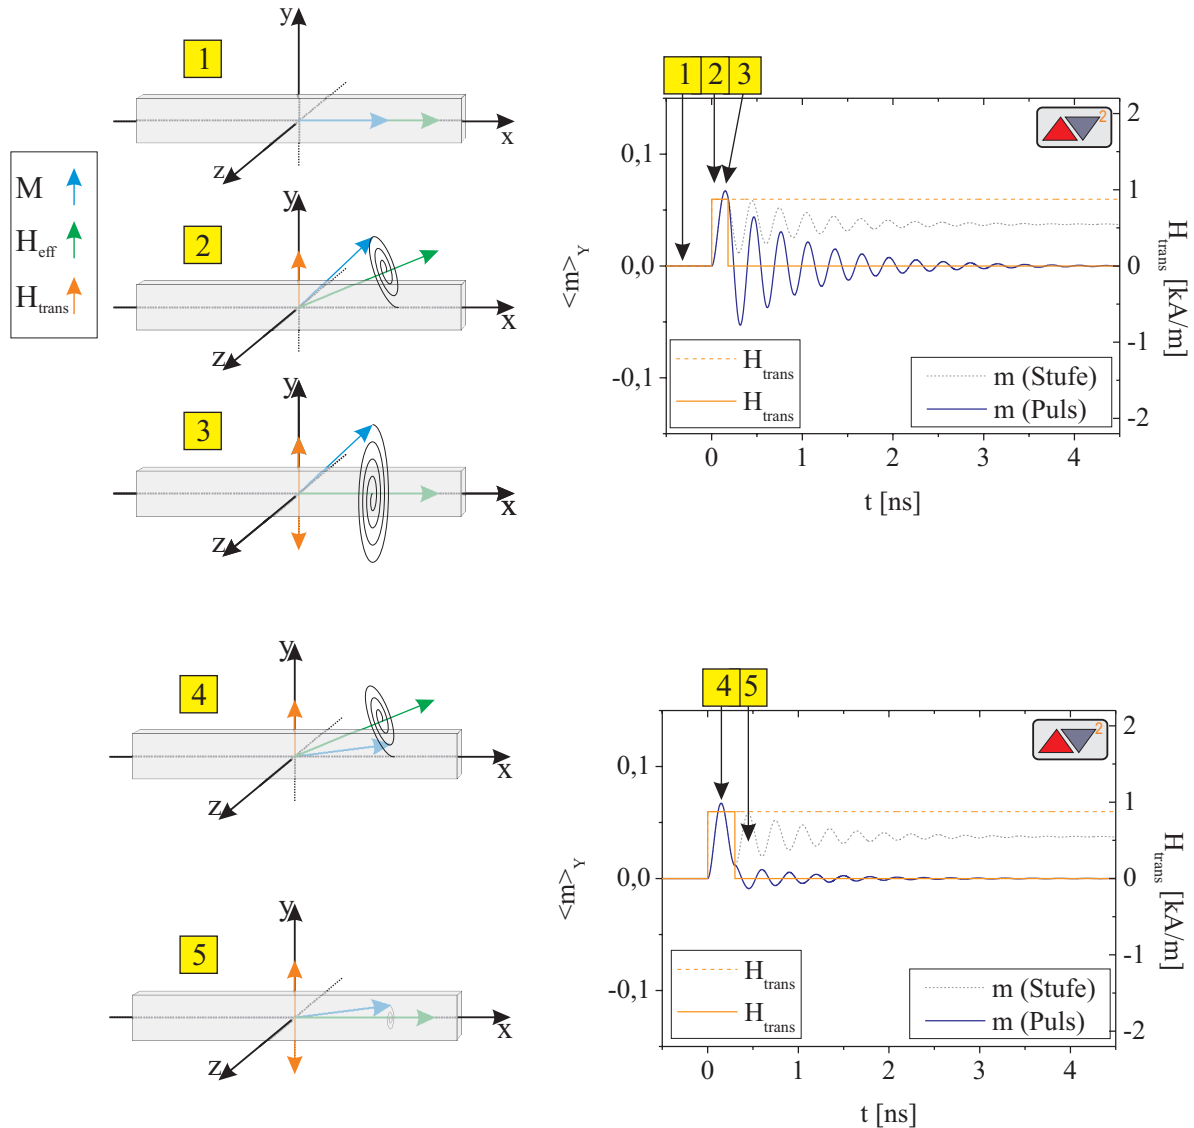 1
y
x
z
M
H_eff
H_trans
2
y
x
z
3
y
x
z
1 2 3
0,1
0,0
-0,1
<m>_Y
2
1
0
-1
-2
H_trans [kA/m]
2
H_trans
H_trans
m (Stufe)
m (Puls)
0 1 2 3 4
t [ns]
4
y
x
z
5
y
x
z
4 5
0,1
0,0
-0,1
<m>_Y
2
1
0
-1
-2
H_trans [kA/m]
2
H_trans
H_trans
m (Stufe)
m (Puls)
0 1 2 3 4
t [ns]